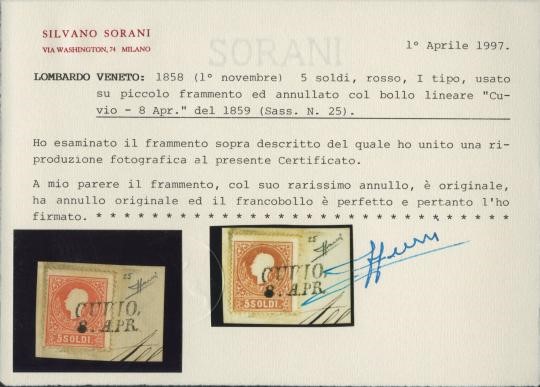 SILVANO SORANI
VIA WASHINGTON, 74 MILANO
SORANI
1° Aprile 1997.
LOMBARDO VENETO: 1858 (1° novembre) 5 soldi, rosso, I tipo, usato
su piccolo frammento ed annullato col bollo lineare "Cu-
vio - 8 Apr." del 1859 (Sass. N. 25).
Ho esaminato il frammento sopra descritto del quale ho unito una ri-
produzione fotografica al presente Certificato.
A mio parere il frammento, col suo rarissimo annullo, è originale,
ha annullo originale ed il francobollo è perfetto e pertanto l'ho
firmato. * * * * * * * * * * * * * * * * * * * * * * * * * * * * * *
25
CUVIO,
8. APR.
5 SOLDI.
25
CUVIO,
8. APR.
5 SOLDI.